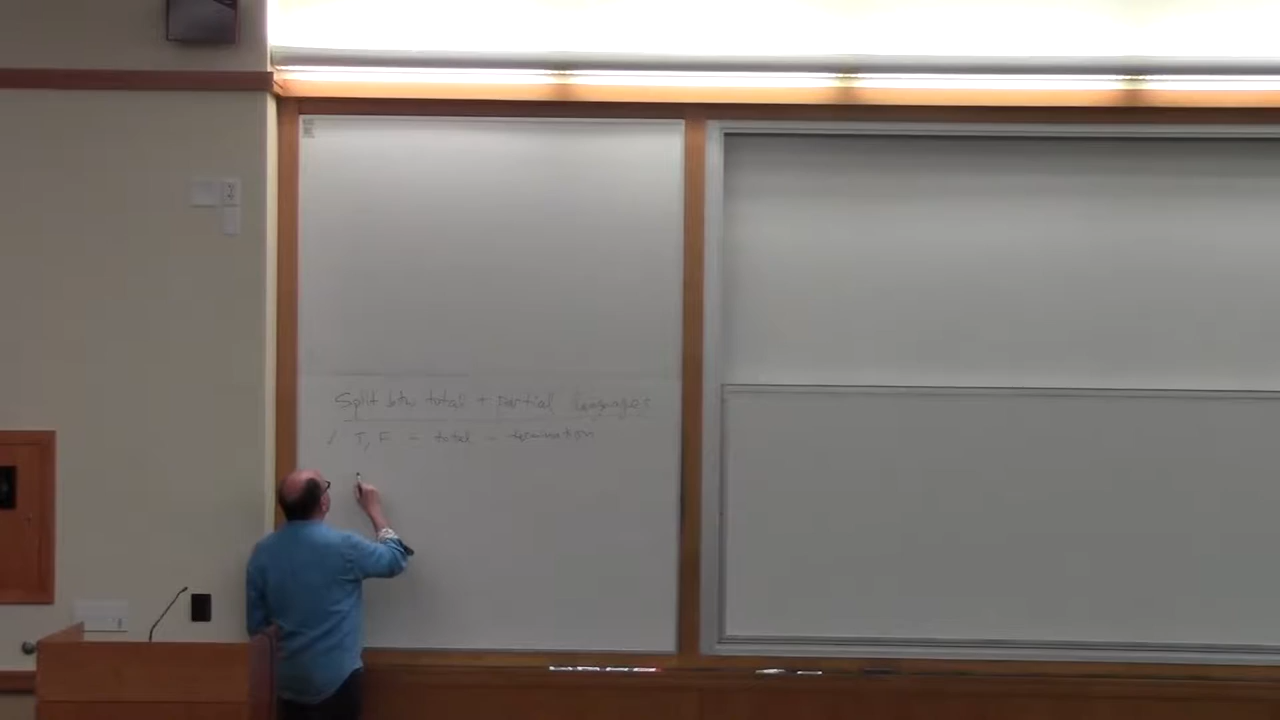 Split btw total + partial languages
T, F - total - termination